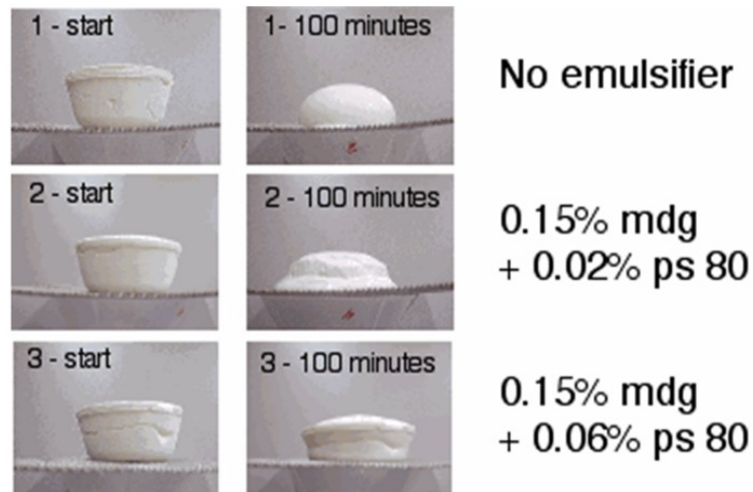 1 - start
1- 100 minutes
No emulsifier
2 - start
2 - 100 minutes
0.15% mdg
+ 0.02% ps 80
3 - start
3 - 100 minutes
0.15% mdg
+ 0.06% ps 80